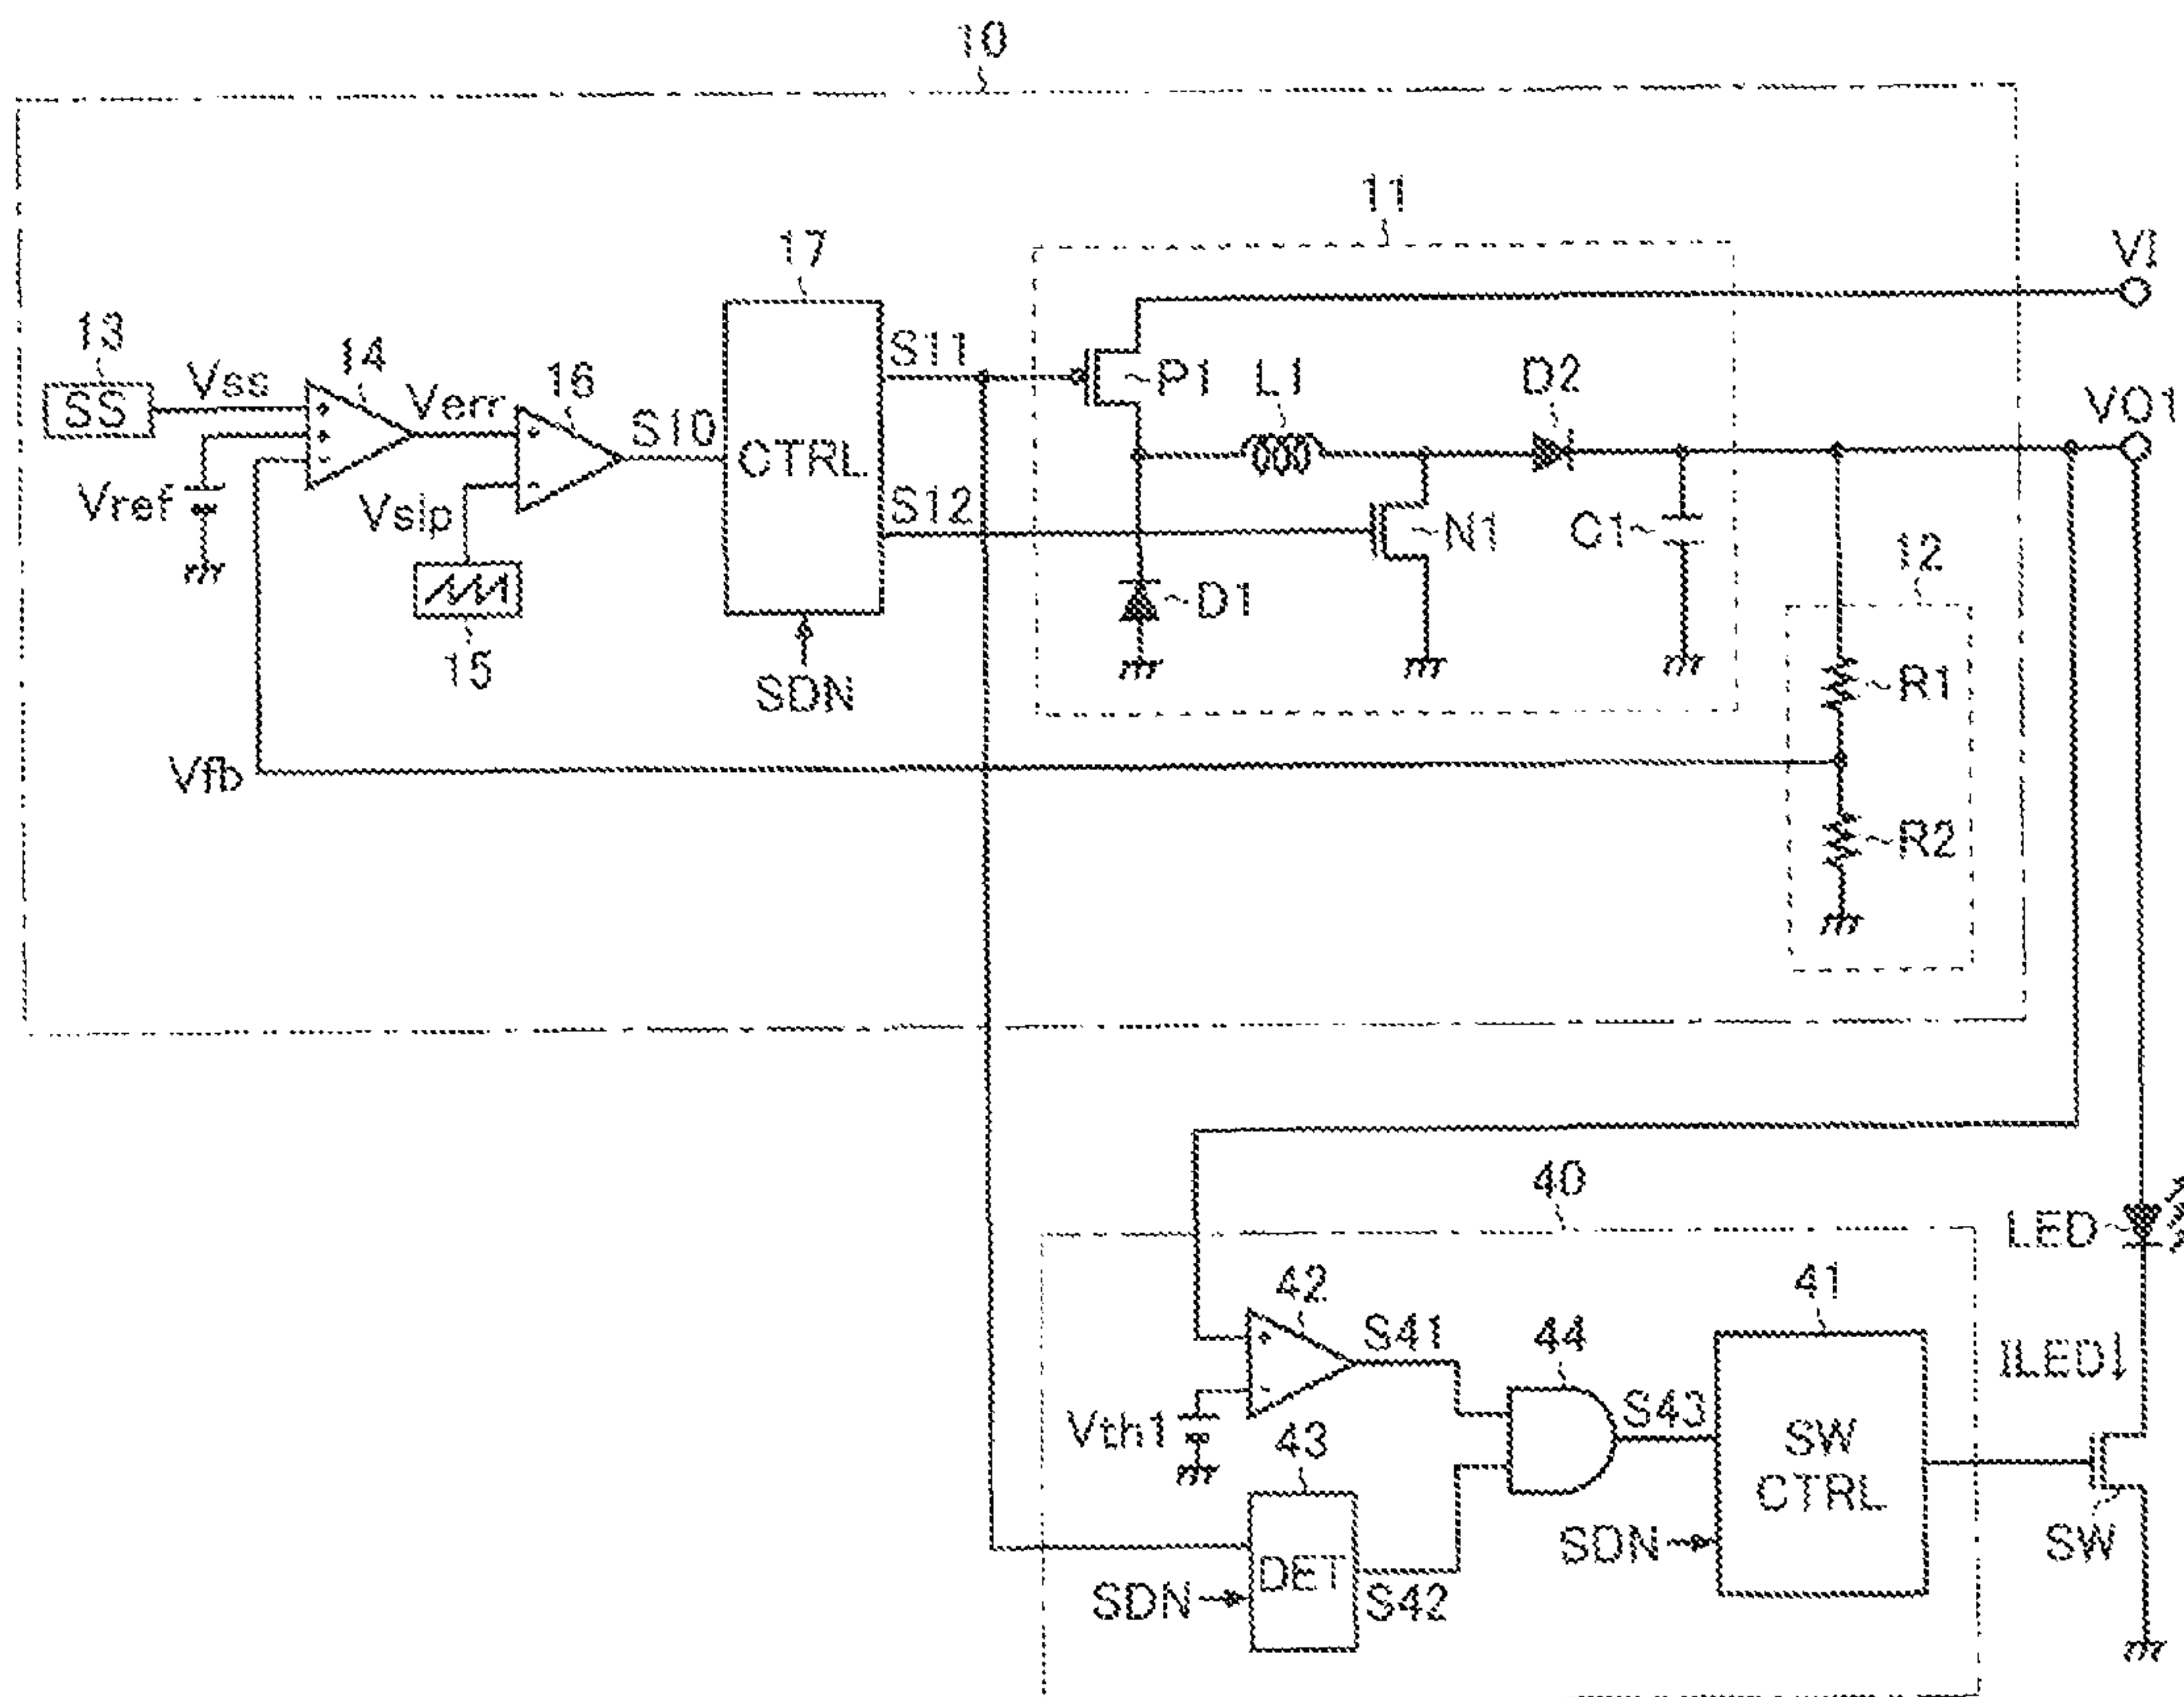 10
11
VI
17
13
Vss
14
Verr
16
S10
S11
P1
L1
D2
VO1
SS
CTRL
Vref
Vslp
S12
N1
C1
12
15
SDN
D1
R1
Vfb
R2
40
LED
42
41
S41
44
ILED↓
Vth1
43
S43
SW
CTRL
SDN
SW
DET
SDN
S42